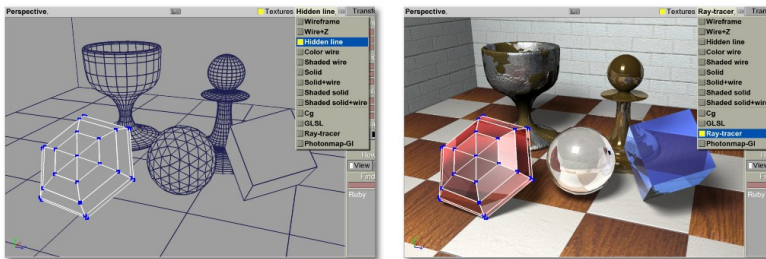 Perspective.
Textures Hidden line
Wireframe
Wire+Z
Hidden line
Color wire
Shaded wire
Solid
Solid+wire
Shaded solid
Shaded solid+wire
Cg
GLSL
Ray-tracer
Photonmap-GI
View
Find
Ruby
Perspective.
Textures Ray-tracer
Wireframe
Wire+Z
Hidden line
Color wire
Shaded wire
Solid
Solid+wire
Shaded solid
Shaded solid+wire
Cg
GLSL
Ray-tracer
Photonmap-GI
View
Ruby